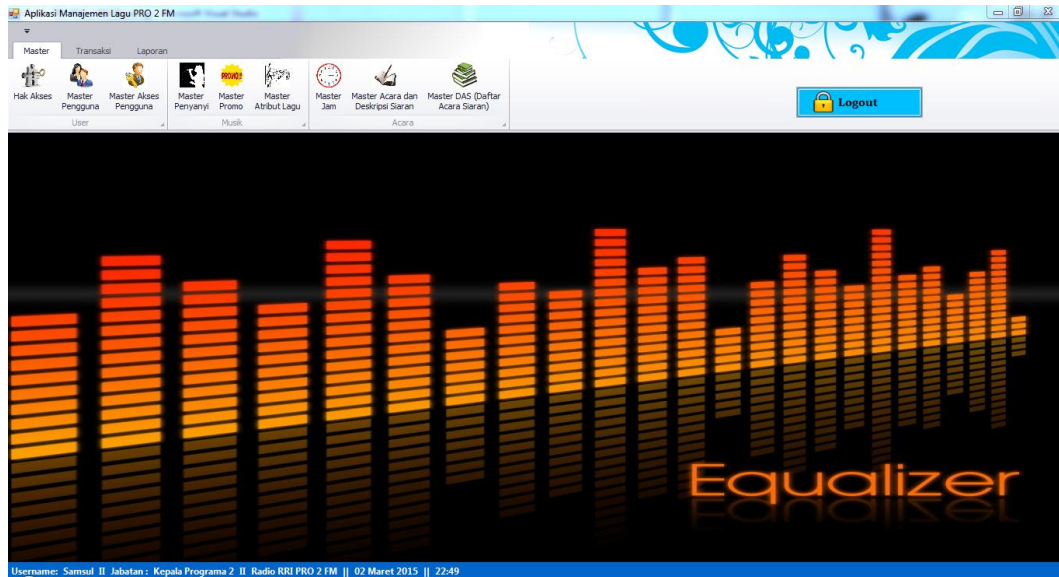 Aplikasi Manajemen Lagu PRO 2 FM
Master Transaksi Laporan
Hak Akses
Master Pengguna
Master Akses Pengguna
Master Penyanyi
PROMO!!
Master Promo
Master Atribut Lagu
Master Jam
Master Acara dan Deskripsi Siaran
Master DAS (Daftar Acara Siaran)
Logout
User Musik Acara
Equalizer
Username: Samsul II Jabatan : Kepala Programa 2 II Radio RRI PRO 2 FM || 02 Maret 2015 || 22:49